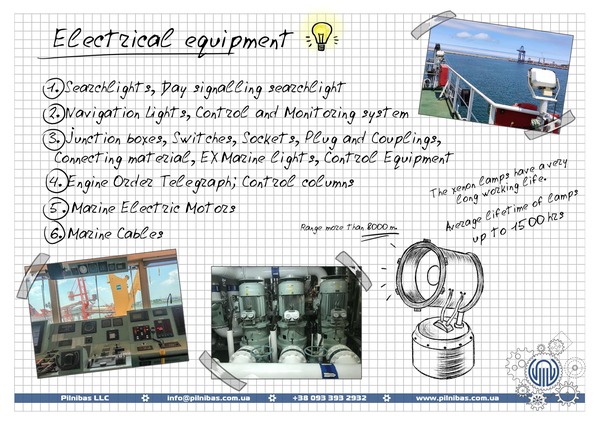 Electrical equipment
1. Searchlights, Day signalling searchlight
2. Navigation Lights, Control and Monitoring system
3. Junction boxes, Switches, Sockets, Plug and Couplings,
Connecting material, EX Marine lights, Control Equipment
4. Engine Order Telegraph; Control columns
5. Marine Electric Motors
6. Marine Cables
The xenon lamps have a very
long working life.
Average lifetime of lamps
up to 1500 hrs
Range more than 8000 m.
Pilnibas LLC info@pilnibas.com.ua +38 093 393 2932 www.pilnibas.com.ua